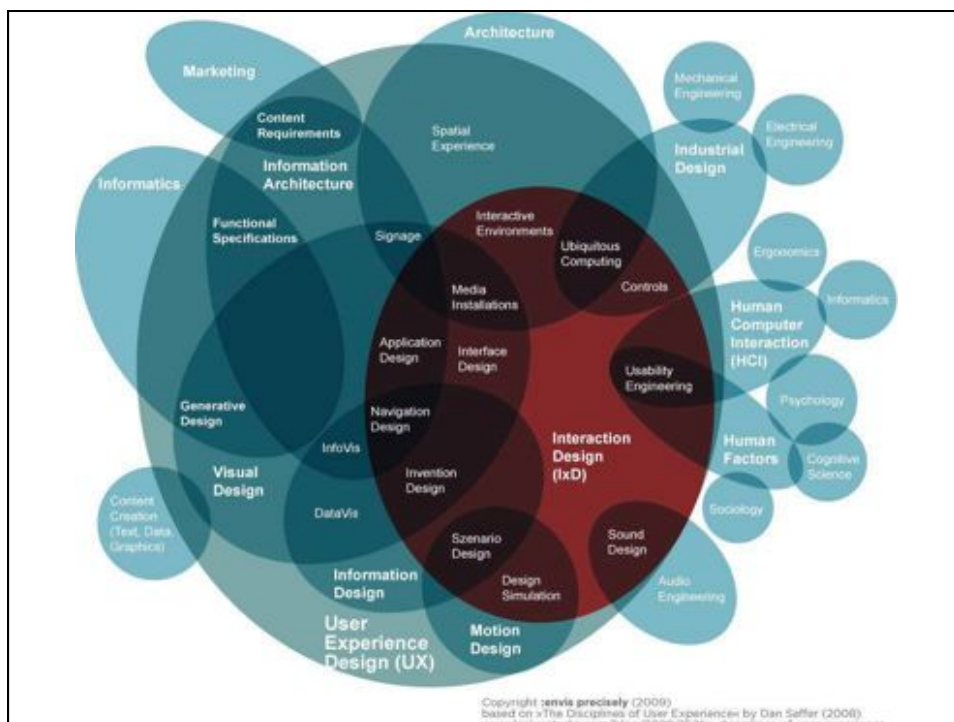 Architecture
Marketing
Mechanical
Engineering
Content
Requirements
Spatial
Experience
Electrical
Engineering
Industrial
Design
Information
Architecture
Informatics
Functional
Specifications
Signage
Interactive
Environments
Ubiquitous
Computing
Ergonomics
Controls
Media
Installations
Informatics
Human
Computer
Interaction
(HCI)
Application
Design
Interface
Design
Usability
Engineering
Psychology
Generative
Design
Navigation
Design
InfoVis
Interaction
Design
(IxD)
Human
Factors
Cognitive
Science
Visual
Design
Invention
Design
Content
Creation
(Text, Data,
Graphics)
DataVis
Sociology
Szenario
Design
Sound
Design
Information
Design
Design
Simulation
Audio
Engineering
User
Experience
Design (UX)
Motion
Design
Copyright :envis precisely (2009)
based on »The Disciplines of User Experience« by Dan Saffer (2008)